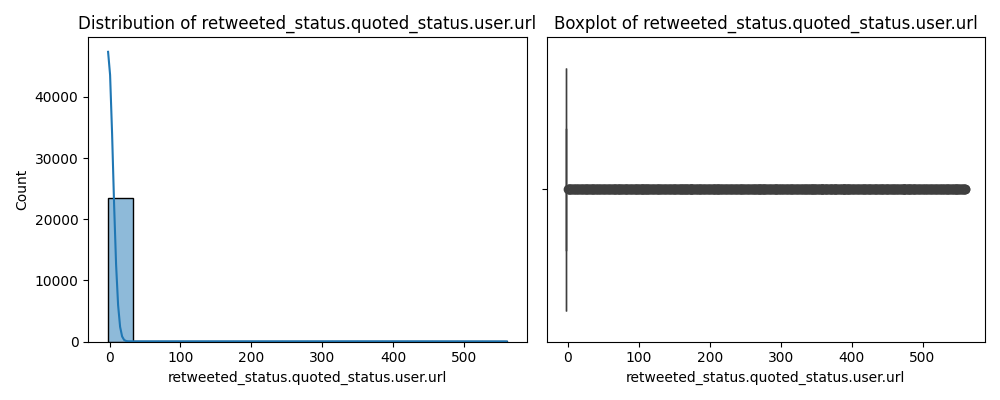 Distribution of retweeted_status.quoted_status.user.url
Boxplot of retweeted_status.quoted_status.user.url
Count
40000
30000
20000
10000
0
0 100 200 300 400 500
retweeted_status.quoted_status.user.url
0 100 200 300 400 500
retweeted_status.quoted_status.user.url